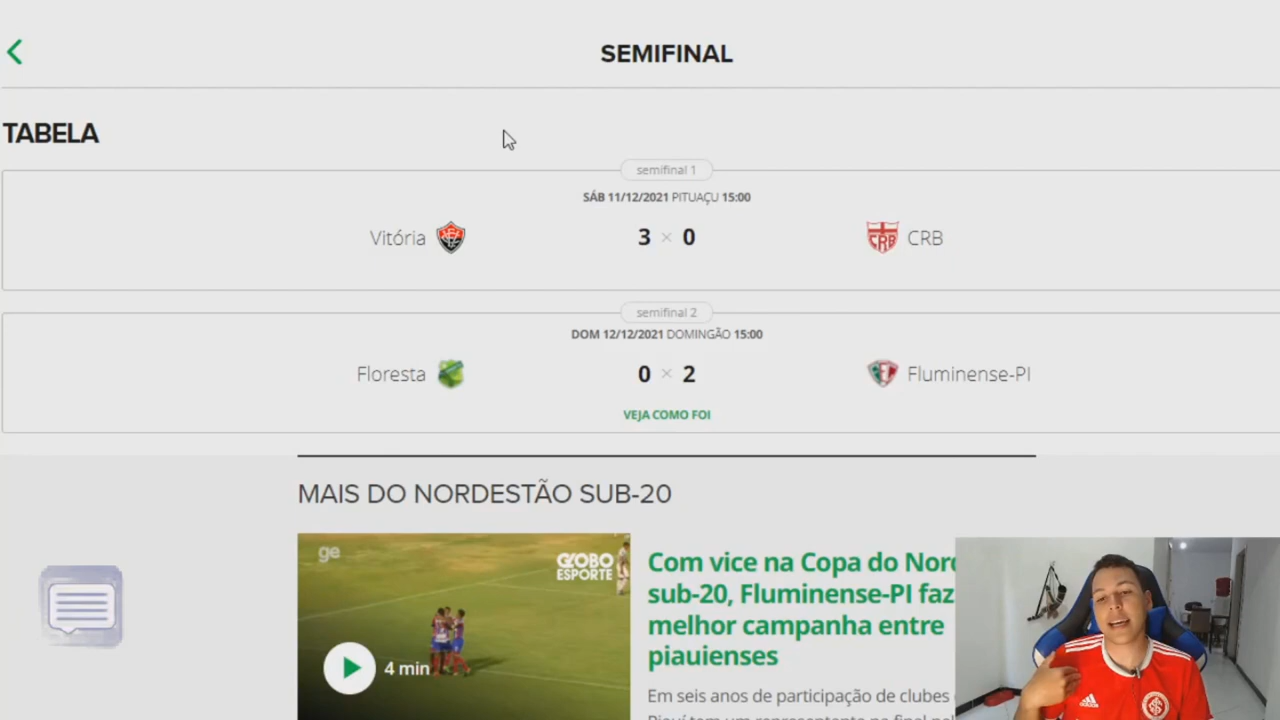 SEMIFINAL
TABELA
semifinal 1
SÁB 11/12/2021 PITUAÇU 15:00
Vitória 3 × 0 CRB CRB
semifinal 2
DOM 12/12/2021 DOMINGÃO 15:00
Floresta 0 × 2 Fluminense-PI
VEJA COMO FOI
MAIS DO NORDESTÃO SUB-20
ge
GLOBO
ESPORTE
4 min
Com vice na Copa do Nord
sub-20, Fluminense-PI faz
melhor campanha entre
piauienses
Em seis anos de participação de clubes
adidas